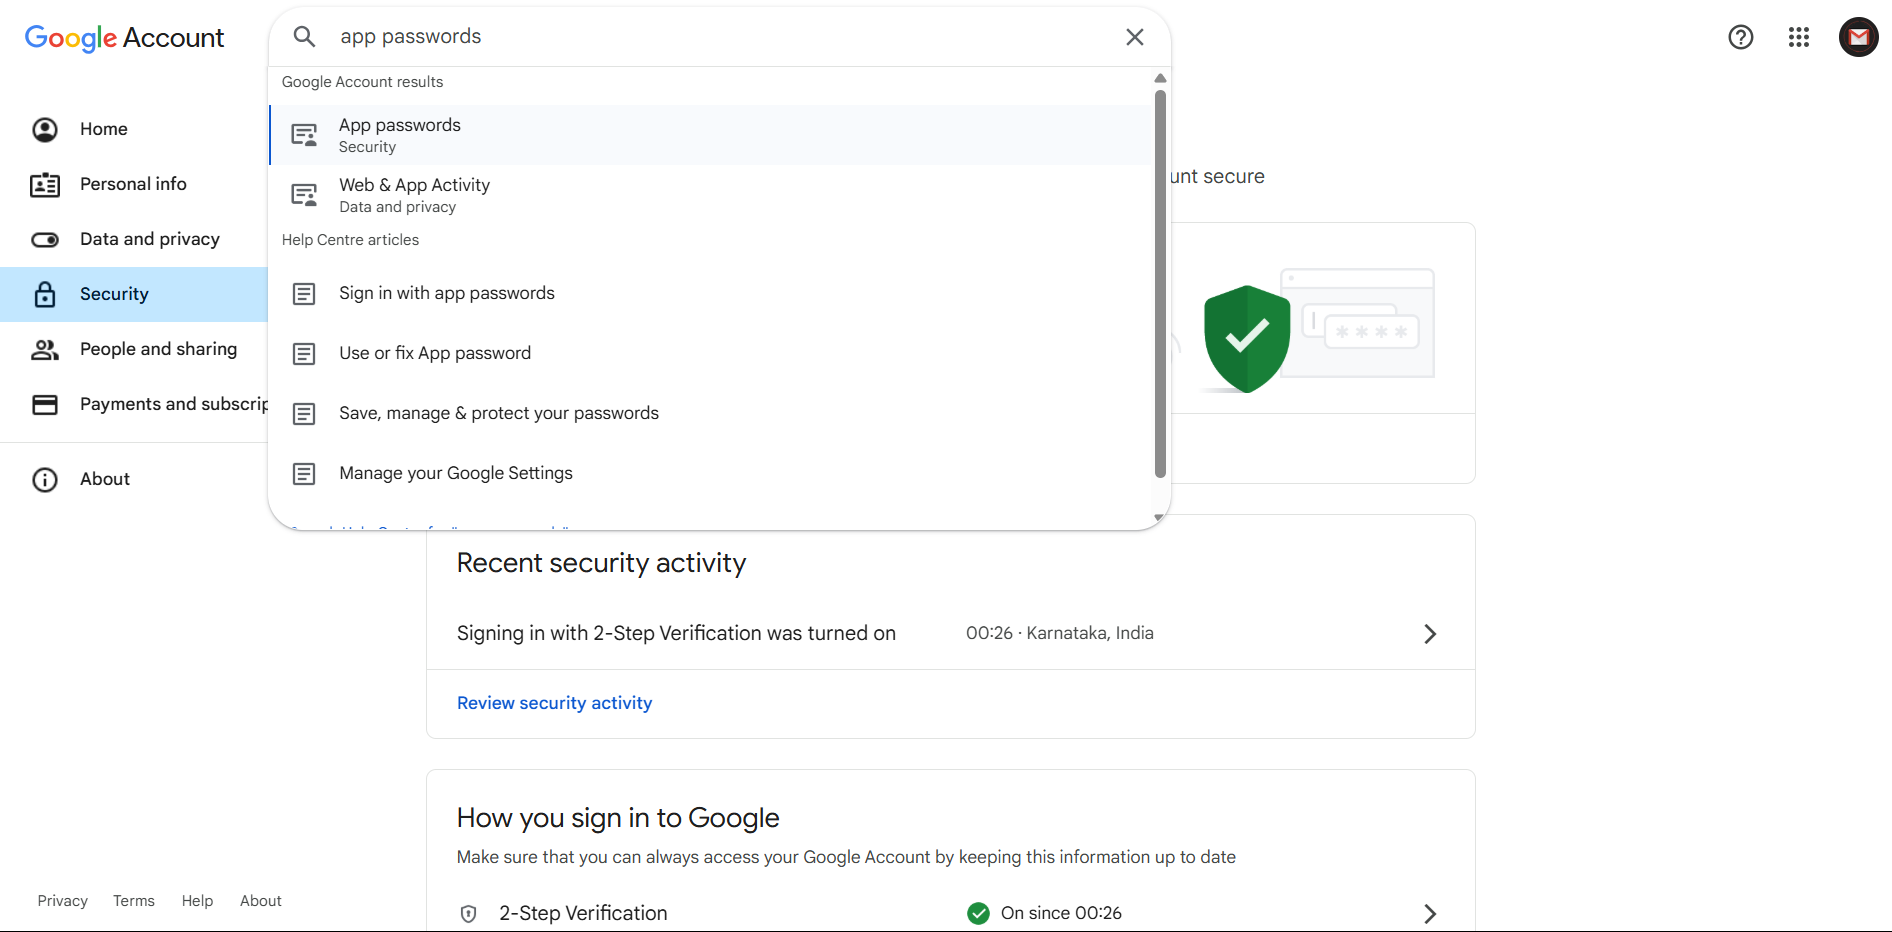 Google Account
app passwords
Google Account results
App passwords
Security
Web & App Activity
Data and privacy
Help Centre articles
Sign in with app passwords
Use or fix App password
Save, manage & protect your passwords
Manage your Google Settings
Home
Personal info
Data and privacy
Security
People and sharing
Payments and subscrip
About
unt secure
Recent security activity
Signing in with 2-Step Verification was turned on 00:26 · Karnataka, India
Review security activity
How you sign in to Google
Make sure that you can always access your Google Account by keeping this information up to date
2-Step Verification On since 00:26
Privacy Terms Help About